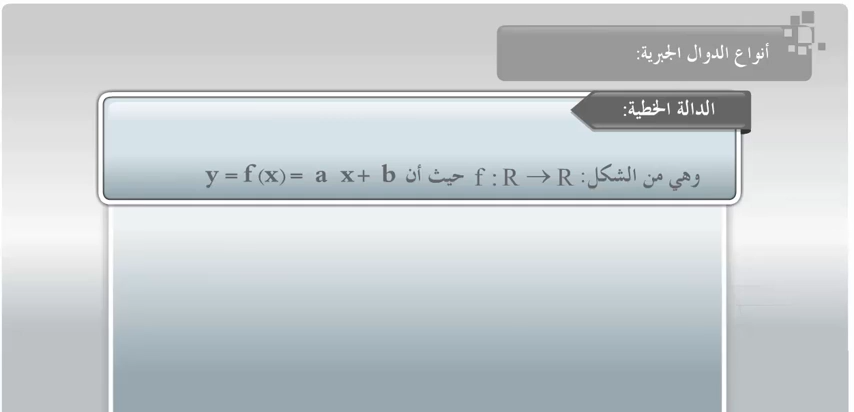 أنواع الدوال الجبرية:
الدالة الخطية:
وهي من الشكل: f : R → R حيث أن y = f (x) = a x + b